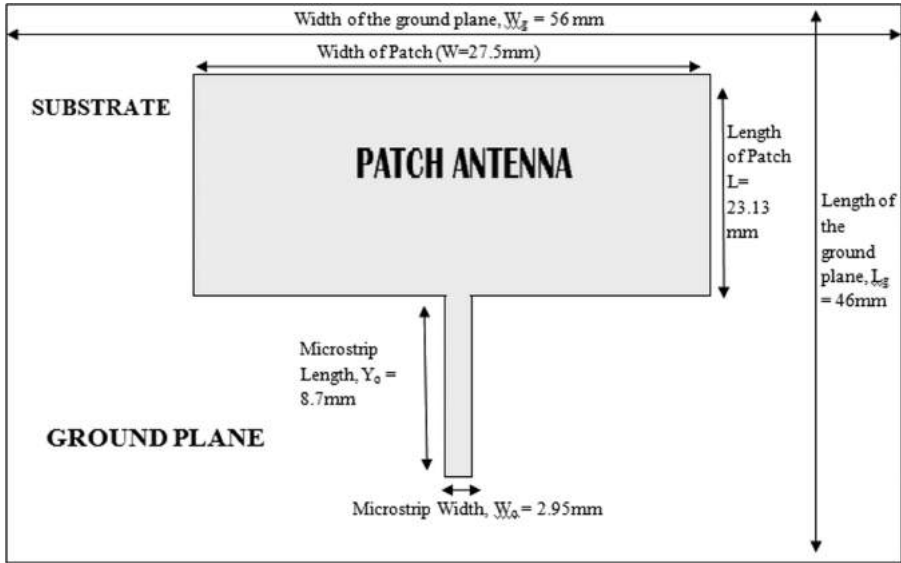 Width of the ground plane, Wg = 56 mm
Width of Patch (W=27.5mm)
SUBSTRATE
PATCH ANTENNA
Length
of Patch
L=
23.13
mm
Length of
the
ground
plane, Lg
= 46mm
Microstrip
Length, Yo =
8.7mm
GROUND PLANE
Microstrip Width, Wo = 2.95mm